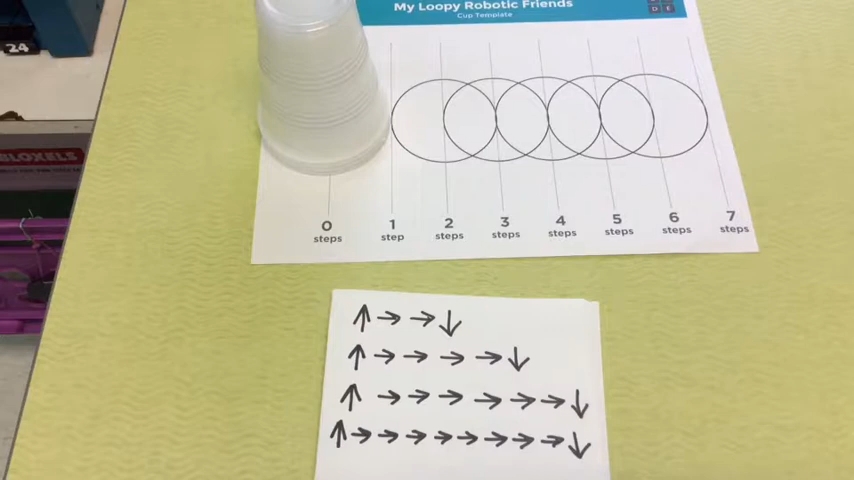 My Loopy Robotic Friends
Cup Template
24
BLOXELS
0 1 2 3 4 5 6 7
steps step steps steps steps steps steps steps
↑ → → ↓
↑ → → → → ↓
↑ → → → → → → ↓
↑ → → → → → → → → ↓